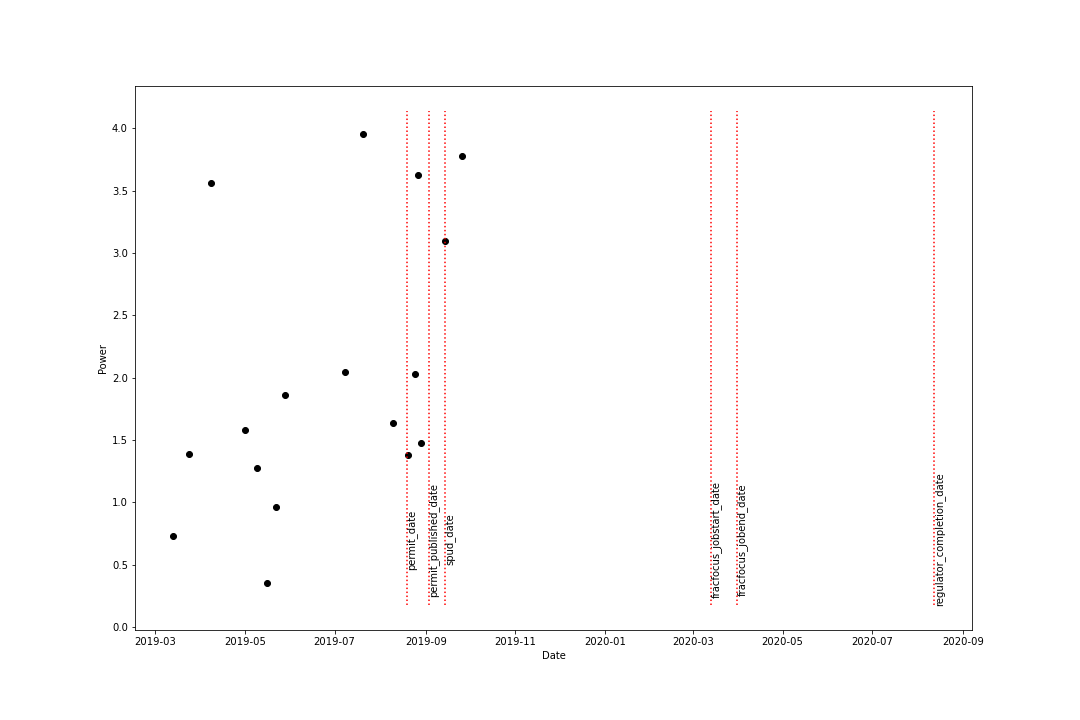 4.0
3.5
3.0
2.5
2.0
1.5
1.0
0.5
0.0
Power
permit_date
permit_published_date
spud_date
fracfocus_jobstart_date
fracfocus_jobend_date
regulator_completion_date
2019-03
2019-05
2019-07
2019-09
2019-11
2020-01
2020-03
2020-05
2020-07
2020-09
Date